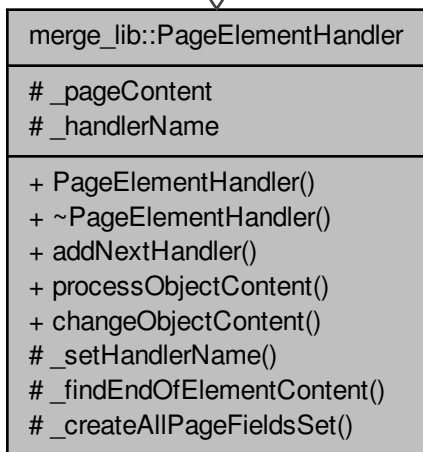 merge_lib::PageElementHandler
# _pageContent
# _handlerName
+ PageElementHandler()
+ ~PageElementHandler()
+ addNextHandler()
+ processObjectContent()
+ changeObjectContent()
# _setHandlerName()
# _findEndOfElementContent()
# _createAllPageFieldsSet()